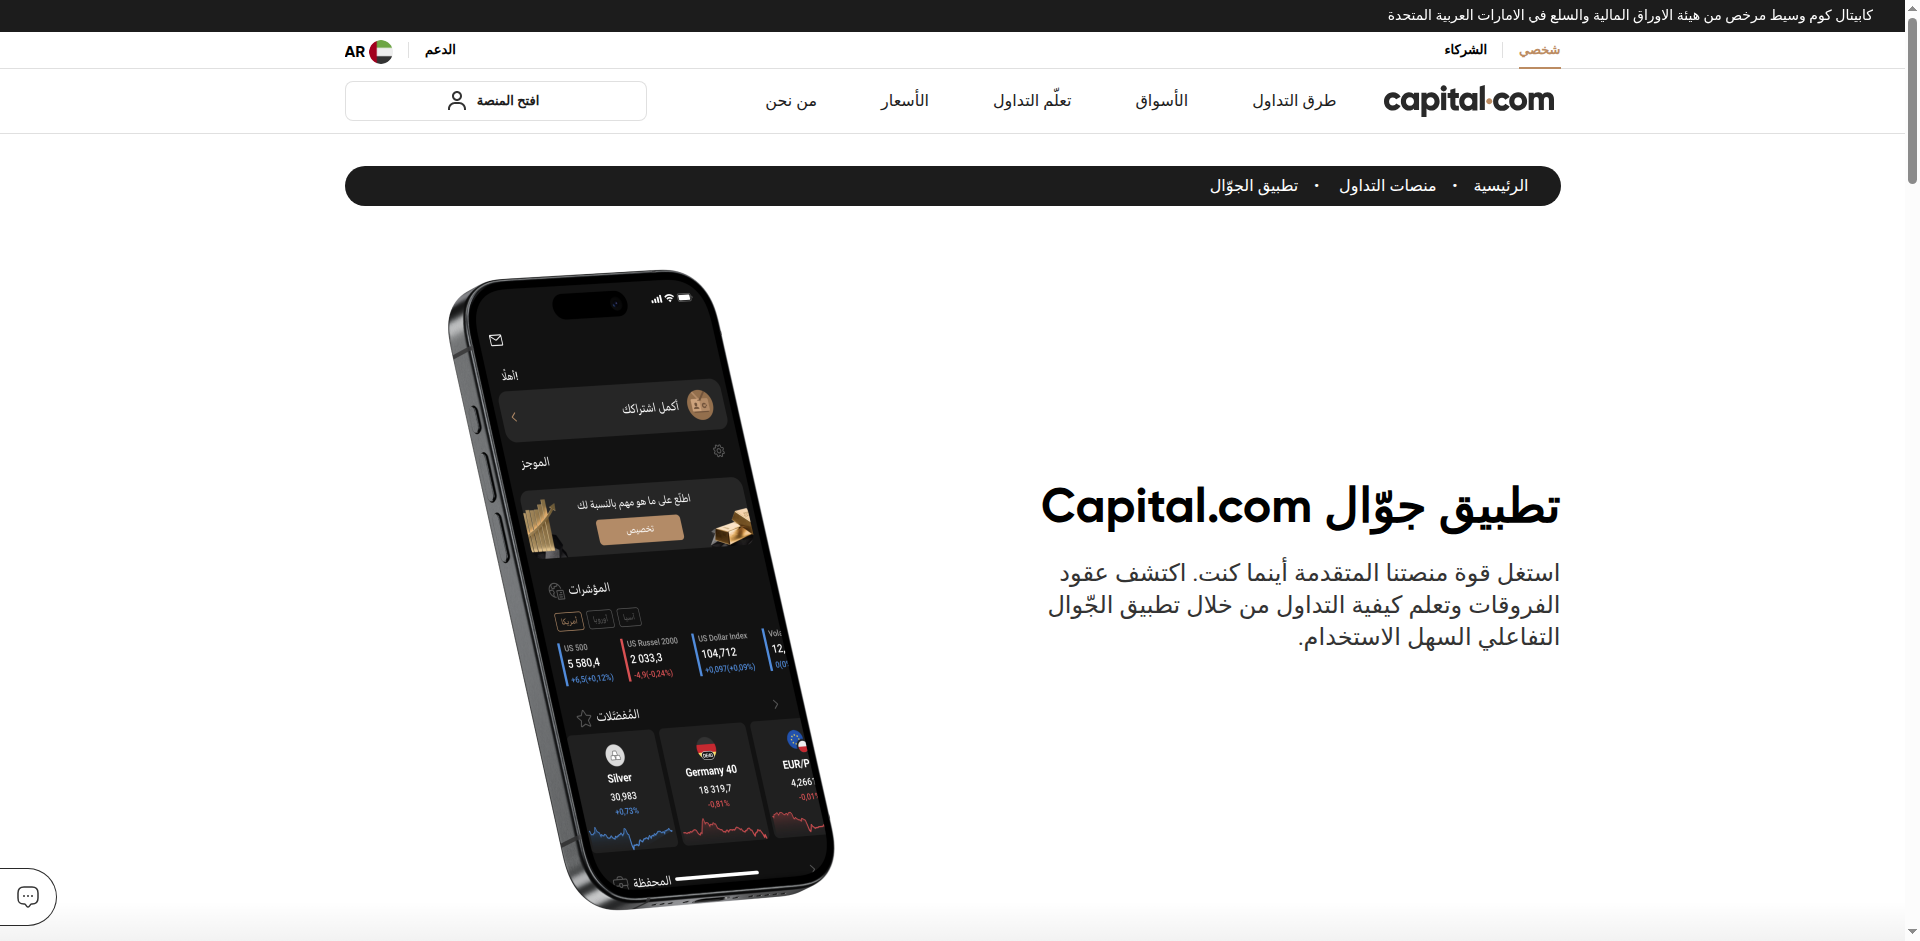 كابيتال كوم وسيط مرخص من هيئة الاوراق المالية والسلع في الامارات العربية المتحدة
شخصي
الشركاء
الدعم
AR
capital.com
طرق التداول
الأسواق
تعلّم التداول
الأسعار
من نحن
افتح المنصة
الرئيسية • منصات التداول • تطبيق الجوّال
تطبيق جوّال Capital.com
استغل قوة منصتنا المتقدمة أينما كنت. اكتشف عقود
الفروقات وتعلم كيفية التداول من خلال تطبيق الجّوال
التفاعلي السهل الاستخدام.
أهلًا!
أكمل اشتراكك
الموجز
اطلّع على ما هو مهم بالنسبة لك
تخصيص
المؤشرات
أمريكا
أوروبا
آسيا
US 500
5 580,4
+6,5(+0,12%)
US Russel 2000
2 033,3
-4,9(-0,24%)
US Dollar Index
104,712
+0,097(+0,09%)
12,
المُفضّلات
Silver
30,983
+0,73%
Germany 40
18 319,7
-0,81%
EUR/P
4,266
-0,01
المحفظة